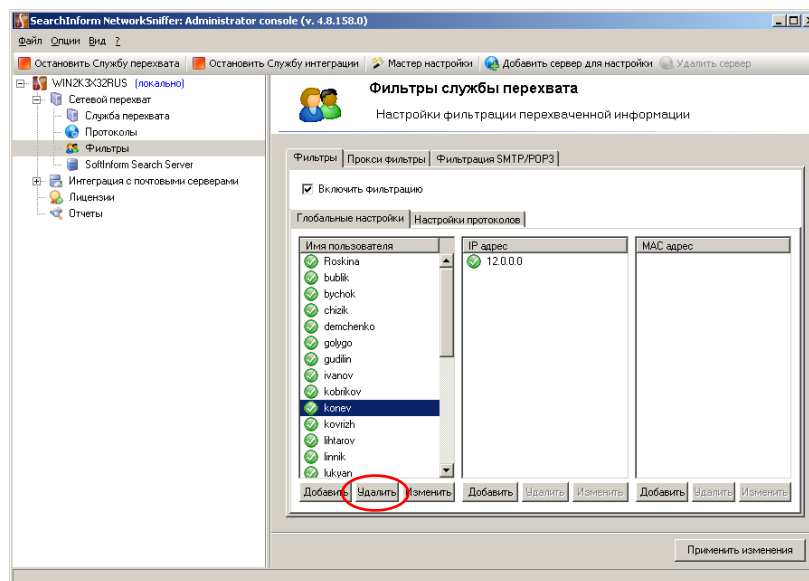 SearchInform NetworkSniffer: Administrator console (v. 4.8.158.0)
Файл Опции Вид ?
Остановить Службу перехвата Остановить Службу интеграции Мастер настройки Добавить сервер для настройки Удалить сервер
WIN2K3X32RUS (локально)
Сетевой перехват
Служба перехвата
Протоколы
Фильтры
SoftInform Search Server
Интеграция с почтовыми серверами
Лицензии
Отчеты
Фильтры службы перехвата
Настройки фильтрации перехваченной информации
Фильтры Прокси фильтры Фильтрация SMTP/POP3
Включить фильтрацию
Глобальные настройки Настройки протоколов
Имя пользователя IP адрес MAC адрес
Roskina 12.0.0.0
bublik
bychok
chizik
demchenko
golygo
gudilin
ivanov
kobrikov
konev
kovrizh
lihtarov
linnik
lukyan
Добавить Удалить Изменить Добавить Удалить Изменить Добавить Удалить Изменить
Применить изменения